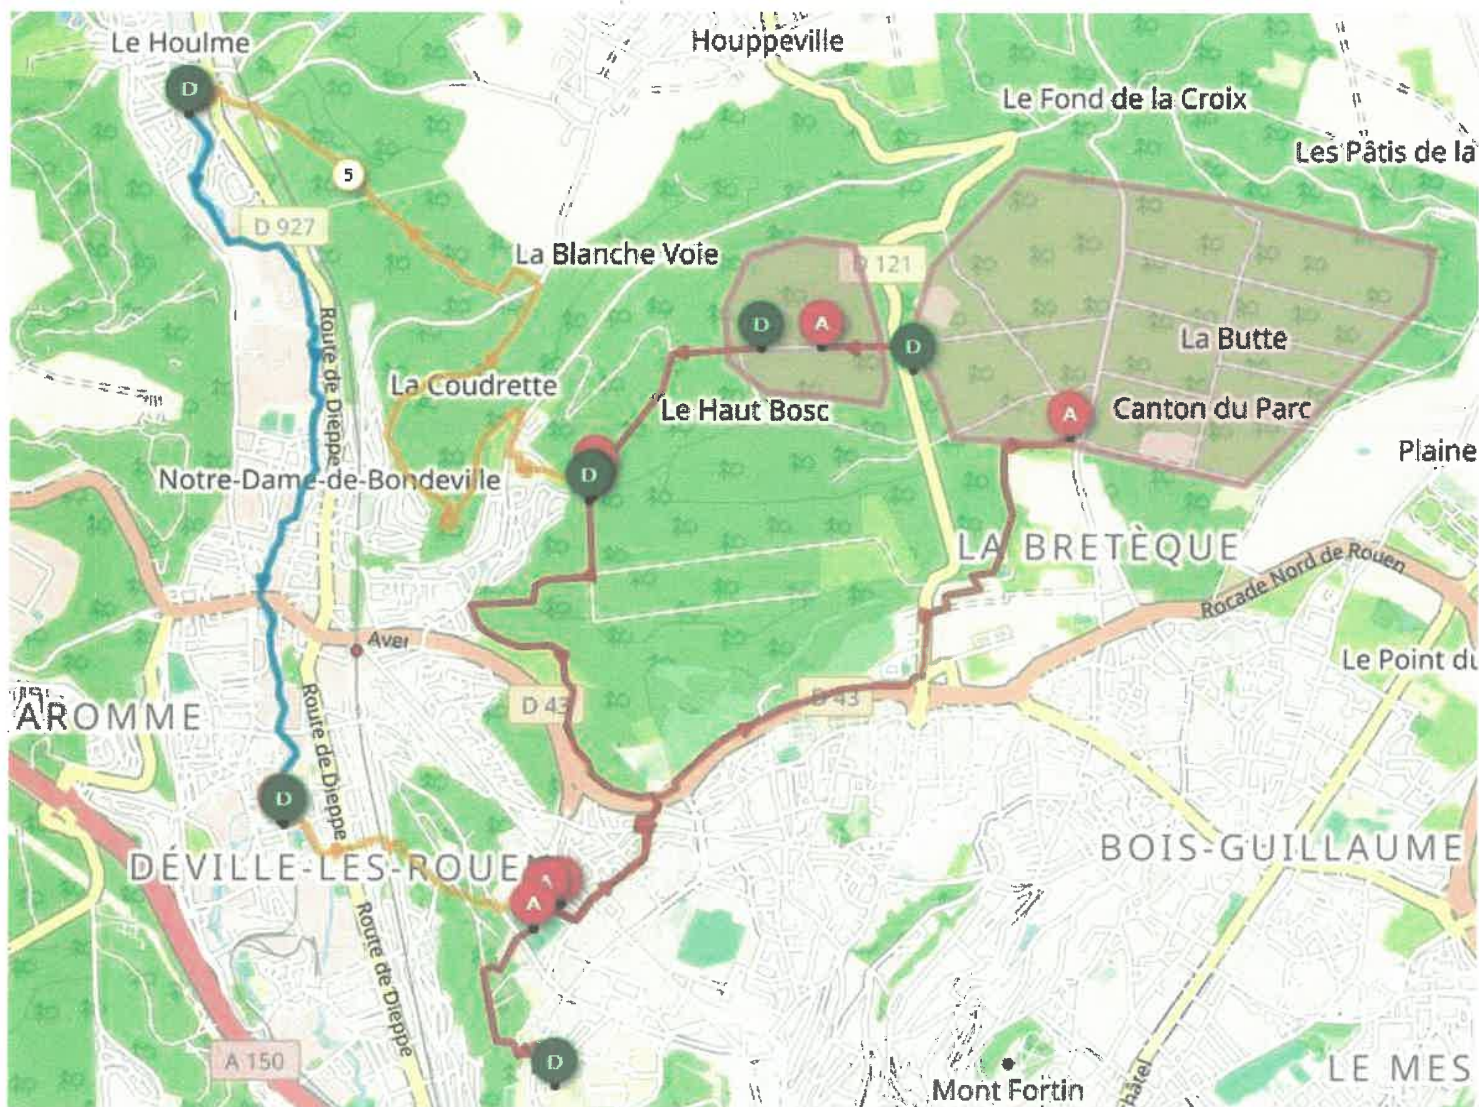 Le Houlme
Houppeville
D
Le Fond de la Croix
Les Pâtis de la
5
D 927
La Blanche Voie
D 121
D
A
D
La Butte
Route de Dieppe
La Coudrette
Le Haut Bosc
A
Canton du Parc
Plaine
D
Notre-Dame-de-Bondeville
LA BRETÈQUE
Rocade Nord de Rouen
Aver
Le Point du
D 43
D 43
AROMME
Route de Dieppe
D
BOIS-GUILLAUME
DÉVILLE-LES-ROUE
A
A
Route de Dieppe
A 150
D
Mont Fortin
hâtel
LE MES